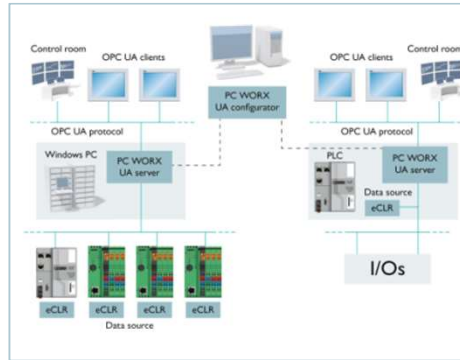 Control room
OPC UA clients
OPC UA clients
Control room
PC WORX
UA configurator
OPC UA protocol
OPC UA protocol
Windows PC
PC WORX
UA server
PLC
PC WORX
UA server
Data source
eCLR
I/Os
eCLR
eCLR
eCLR
eCLR
Data source